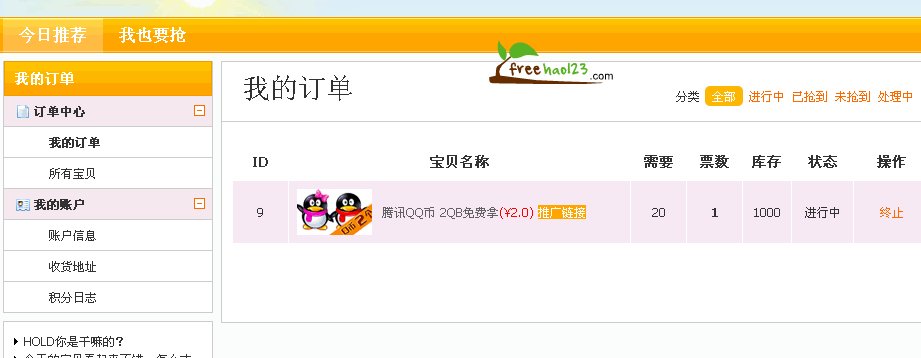 今日推荐 我也要抢
freehao123.com
我的订单
订单中心
我的订单
所有宝贝
我的账户
账户信息
收货地址
积分日志
HOLD你是干嘛的?
我的订单
分类 全部 进行中 已抢到 未抢到 处理中
ID 宝贝名称 需要 票数 库存 状态 操作
9 腾讯QQ币 2QB免费拿(¥2.0) 推广链接 20 1 1000 进行中 终止